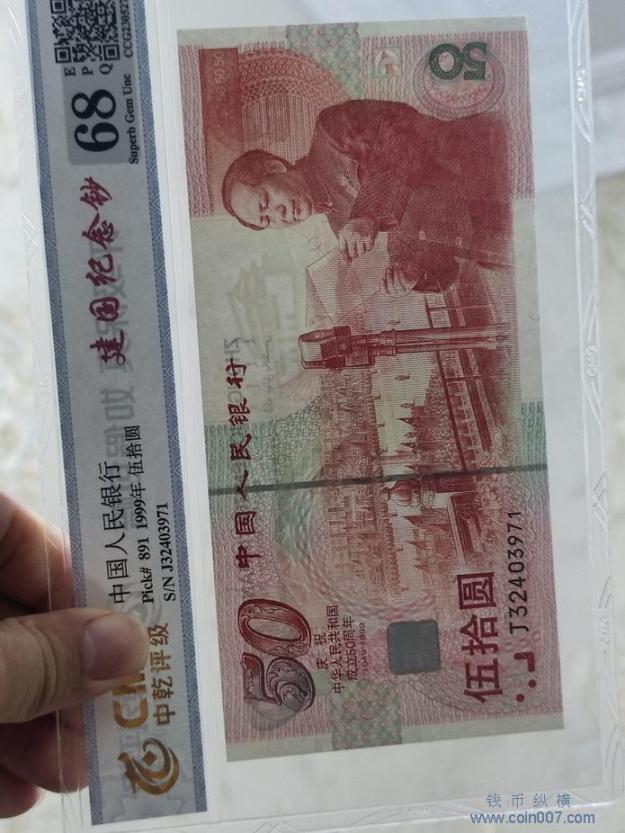 中国人民银行
Pick# 891 1999年 伍拾圆
S/N J32403971
建国纪念钞
68
E
P
Q
Superb Gem Unc
中乾评级
中国人民银行
50
庆祝
中华人民共和国
成立50周年
1949-1999
伍拾圆
J32403971
50
钱币纵横
www.coin007.com